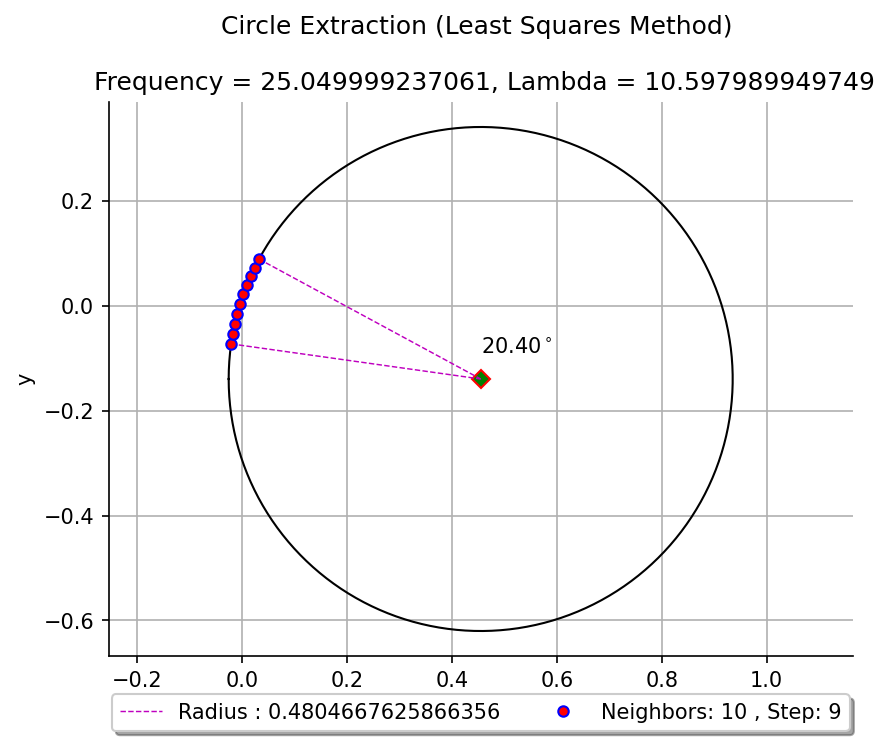 Circle Extraction (Least Squares Method)
Frequency = 25.049999237061, Lambda = 10.597989949749
0.2
0.0
−0.2
−0.4
−0.6
y
20.40°
−0.2 0.0 0.2 0.4 0.6 0.8 1.0
Radius : 0.4804667625866356 Neighbors: 10 , Step: 9